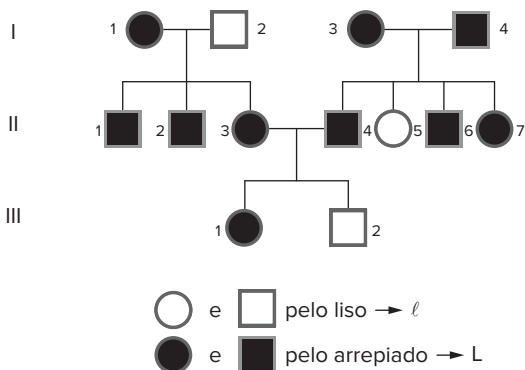 I 1 2 3 4
II 1 2 3 4 5 6 7
III 1 2
e pelo liso → ℓ
e pelo arrepiado → L